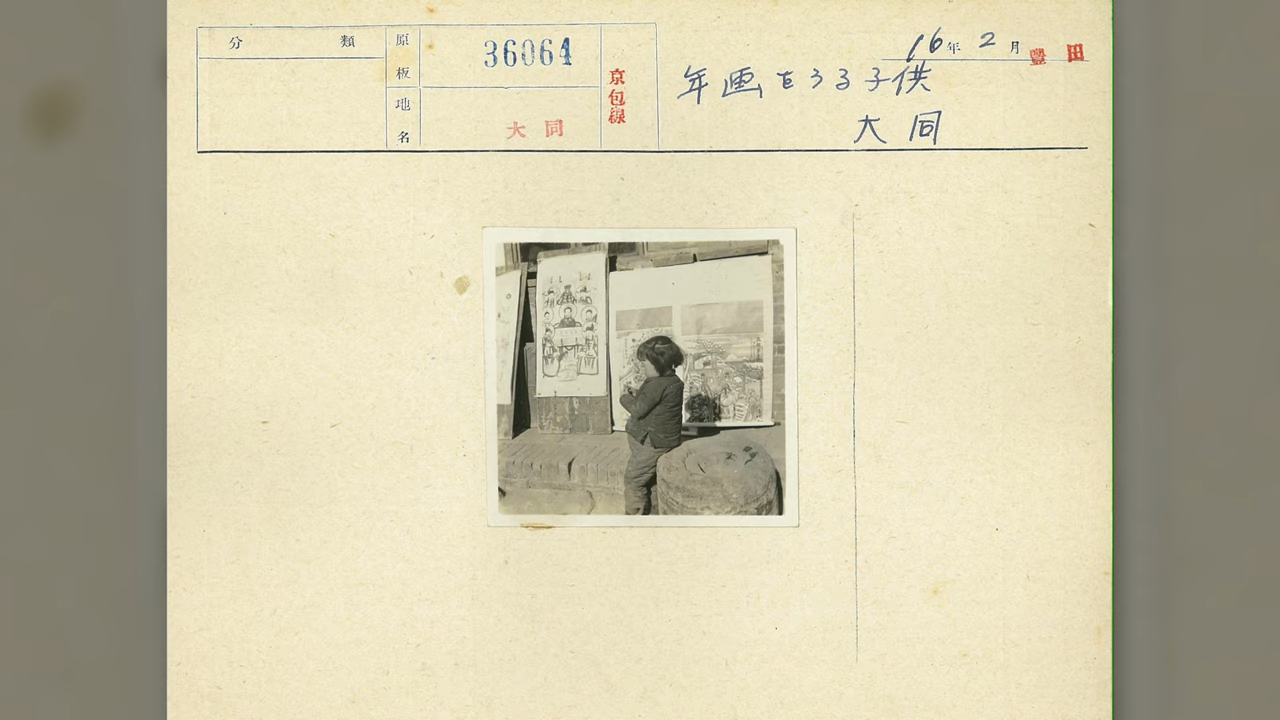 分類
原板
36064
地名
大同
京包線
16年2月
豐田
年画をうる子供
大同